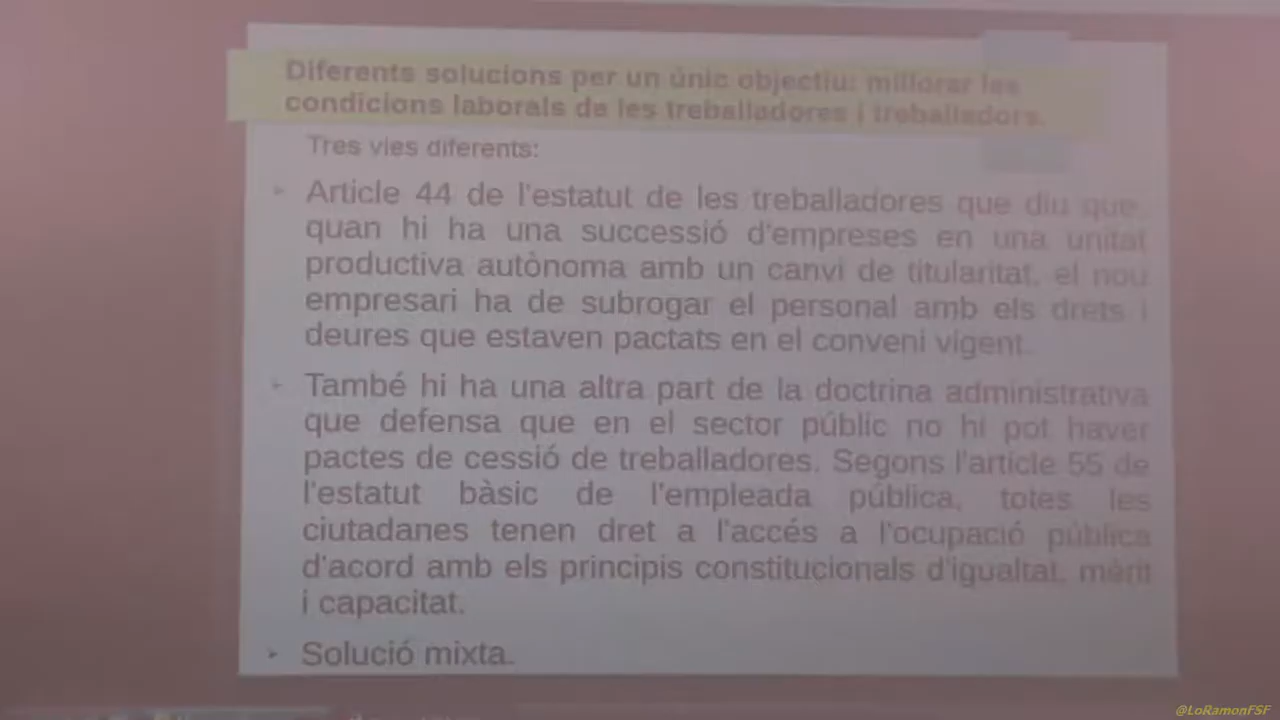 Diferents solucions per un únic objectiu: millorar les
condicions laborals de les treballadores i treballadors.
Tres vies diferents:
Article 44 de l'estatut de les treballadores que diu que,
quan hi ha una successió d'empreses en una unitat
productiva autònoma amb un canvi de titularitat, el nou
empresari ha de subrogar el personal amb els drets i
deures que estaven pactats en el conveni vigent.
També hi ha una altra part de la doctrina administrativa
que defensa que en el sector públic no hi pot haver
pactes de cessió de treballadores. Segons l'article 55 de
l'estatut bàsic de l'empleada pública, totes les
ciutadanes tenen dret a l'accés a l'ocupació pública
d'acord amb els principis constitucionals d'igualtat, mèrit
i capacitat.
Solució mixta.
@LoRamonFSF